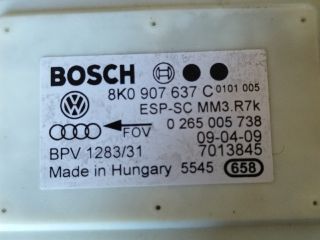 BOSCH
8K0 907 637 C 0101 005
ESP-SC MM3.R7k
FOV 0 265 005 738
09-04-09
BPV 1283/31 7013845
Made in Hungary 5545 658